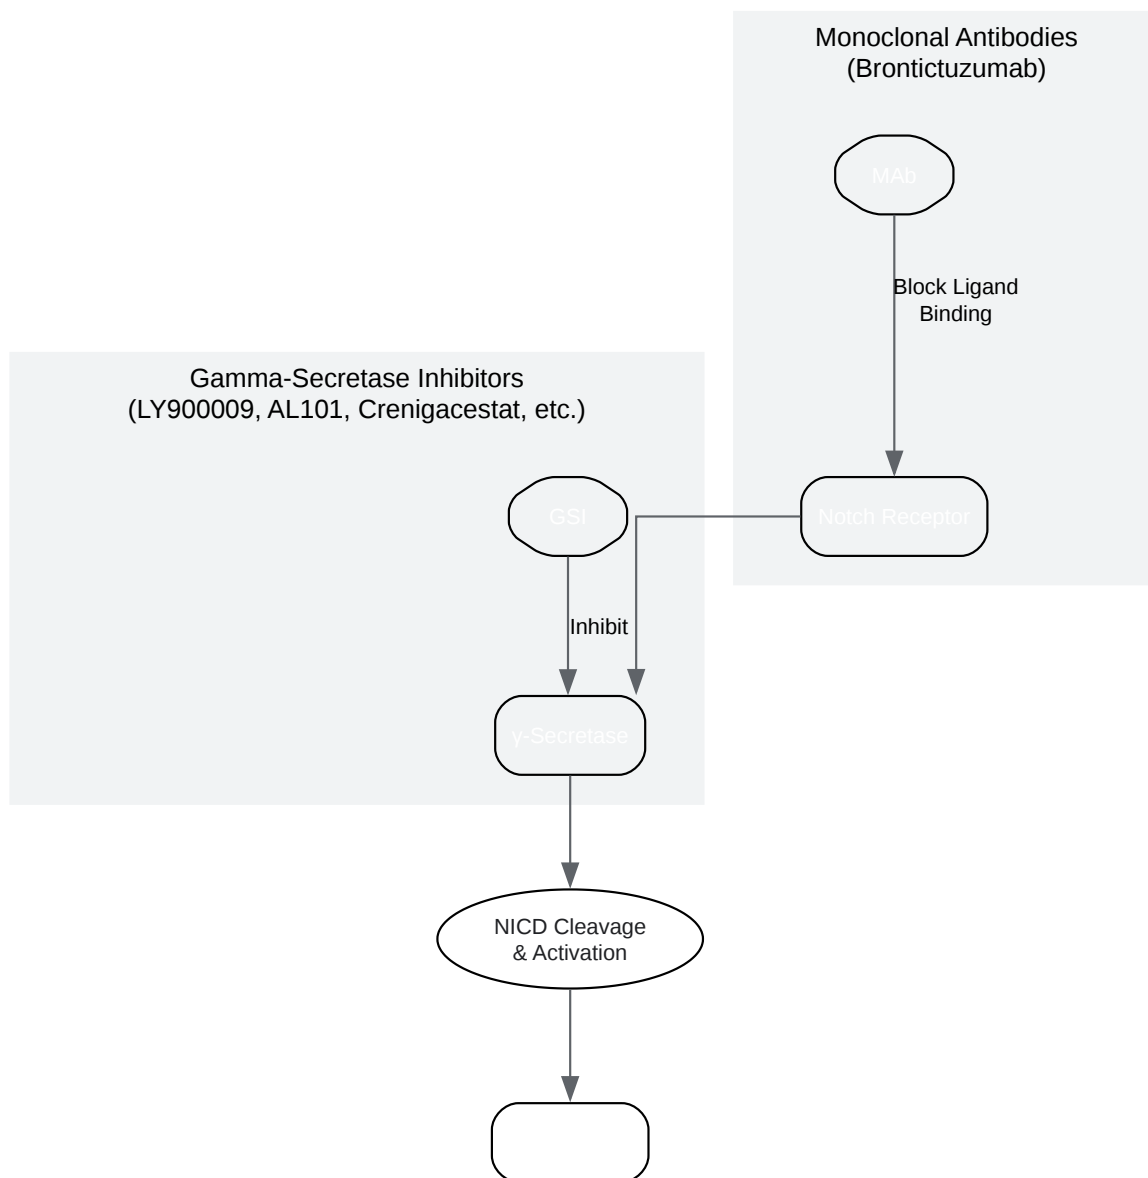 Monoclonal Antibodies
(Brontictuzumab)
MAb
Block Ligand
Binding
Gamma-Secretase Inhibitors
(LY900009, AL101, Crenigacestat, etc.)
GSI
Notch Receptor
Inhibit
γ-Secretase
NICD Cleavage
& Activation